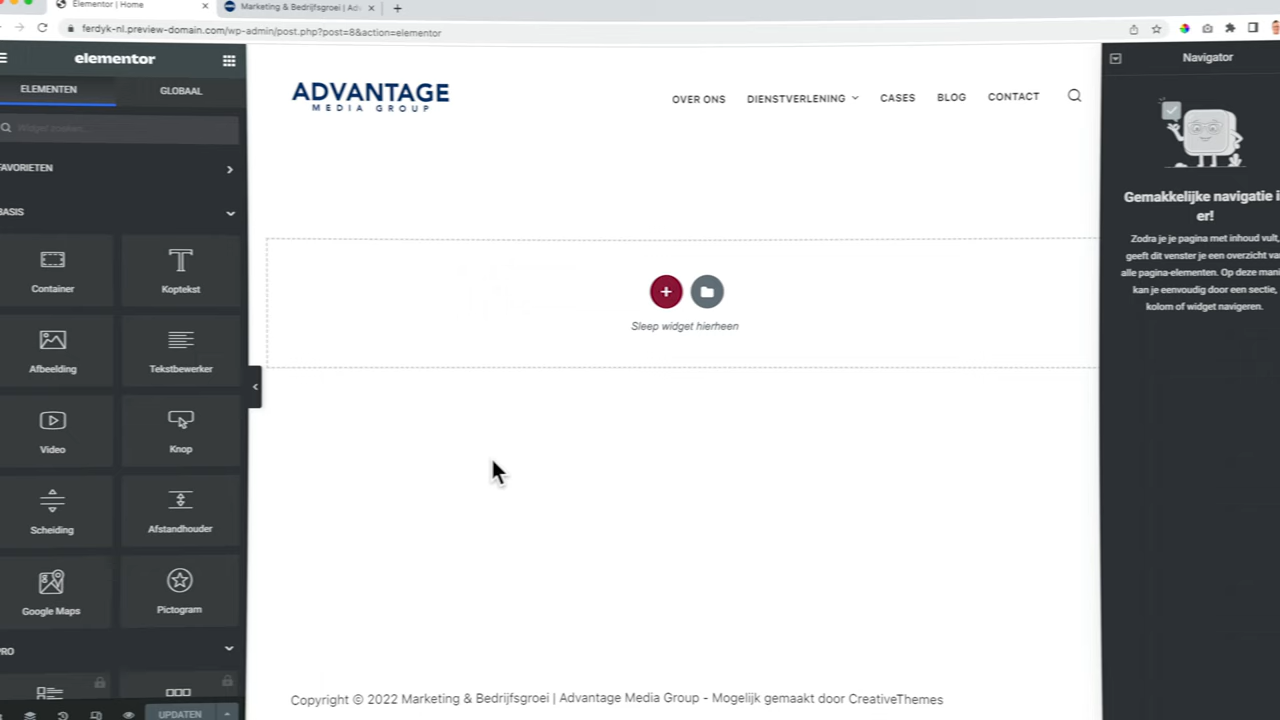 Elementor | Home
Marketing & Bedrijfsgroei | Adv
ferdyk-nl.preview-domain.com/wp-admin/post.php?post=8&action=elementor
elementor
ELEMENTEN
GLOBAAL
Widget zoeken...
FAVORIETEN
BASIS
Container
Koptekst
Afbeelding
Tekstbewerker
Video
Knop
Scheiding
Afstandhouder
Google Maps
Pictogram
PRO
UPDATEN
ADVANTAGE
MEDIA GROUP
OVER ONS
DIENSTVERLENING
CASES
BLOG
CONTACT
Sleep widget hierheen
Copyright © 2022 Marketing & Bedrijfsgroei | Advantage Media Group - Mogelijk gemaakt door CreativeThemes
Navigator
Gemakkelijke navigatie i
er!
Zodra je je pagina met inhoud vult,
geeft dit venster je een overzicht van
alle pagina-elementen. Op deze mani
kan je eenvoudig door een sectie,
kolom of widget navigeren.